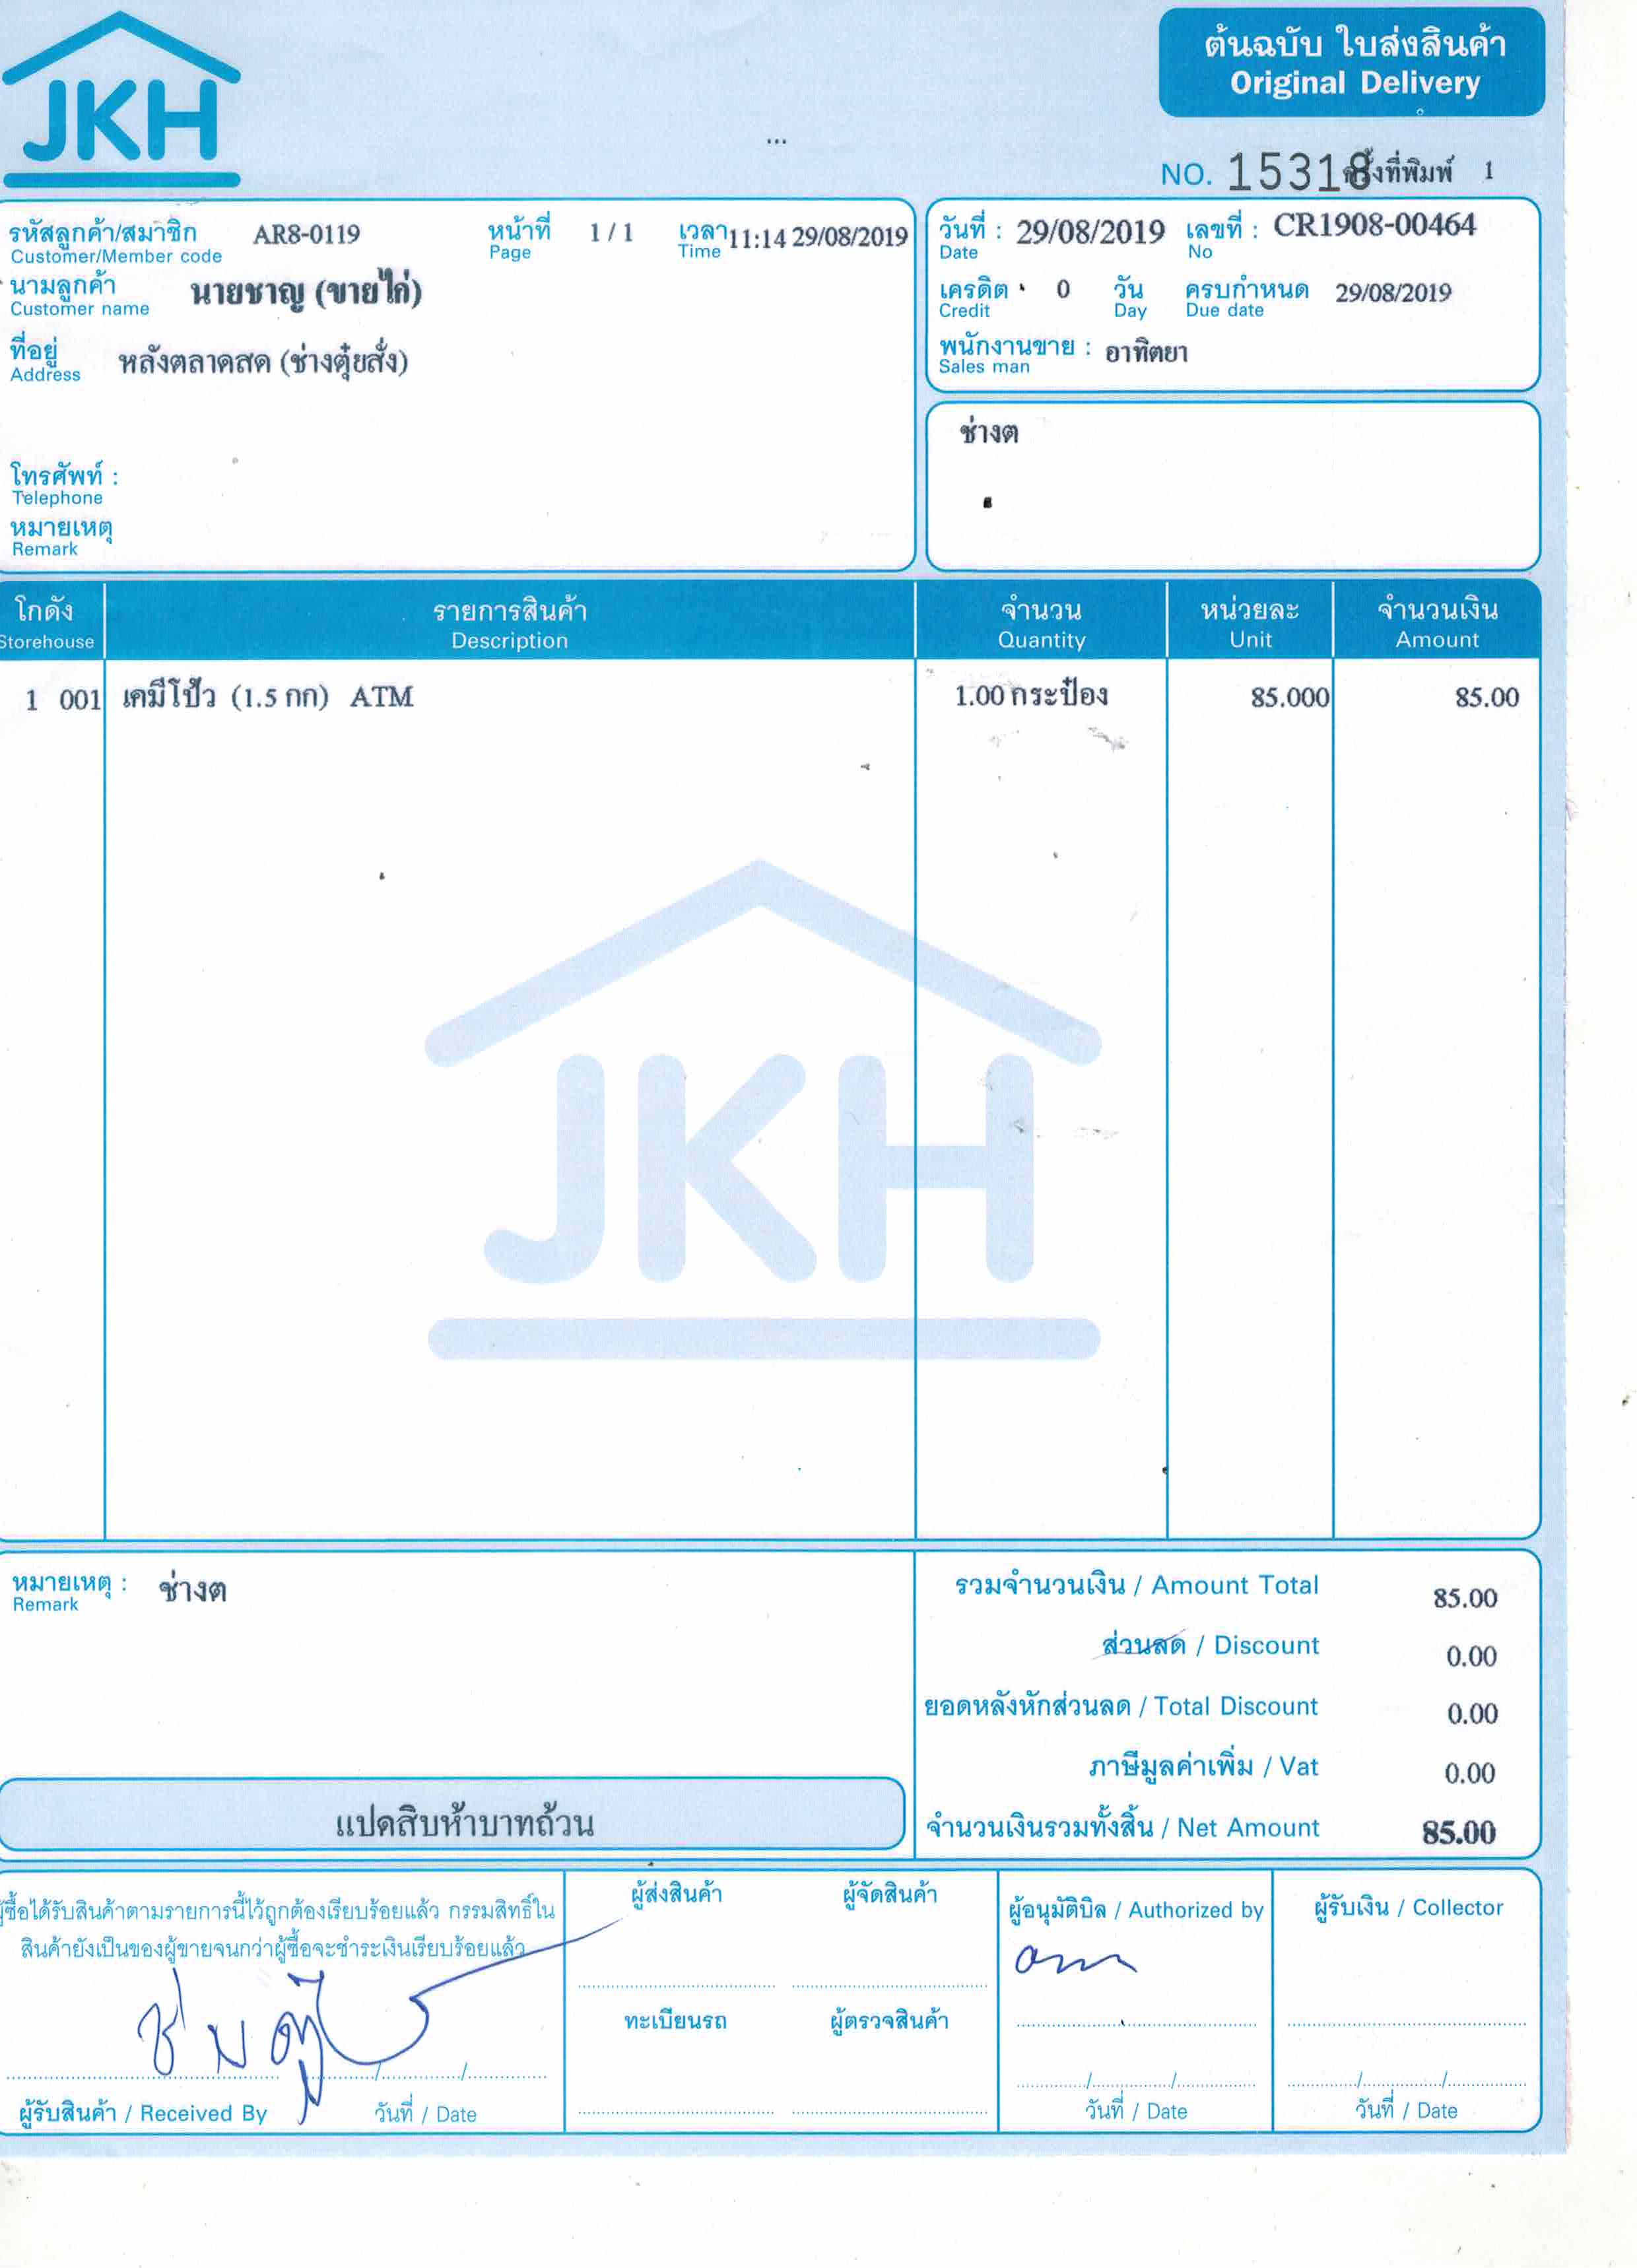 JKH
ต้นฉบับ ใบส่งสินค้า
Original Delivery
NO. 15318 ครั้งที่พิมพ์ 1
รหัสลูกค้า/สมาชิก AR8-0119 หน้าที่ 1 / 1 เวลา 11:14 29/08/2019
Customer/Member code Page Time
นามลูกค้า นายชาญ (ขายไก่)
Customer name
ที่อยู่ หลังตลาดสด (ช่างตุ๋ยสั่ง)
Address
โทรศัพท์ :
Telephone
หมายเหตุ
Remark
วันที่ : 29/08/2019 เลขที่ : CR1908-00464
Date No
เครดิต 0 วัน ครบกำหนด 29/08/2019
Credit Day Due date
พนักงานขาย : อาทิตยา
Sales man
ช่างต
โกดัง รายการสินค้า จำนวน หน่วยละ จำนวนเงิน
Storehouse Description Quantity Unit Amount
1 001 เคมีโป๊ว (1.5 กก) ATM 1.00 กระป๋อง 85.000 85.00
JKH
หมายเหตุ : ช่างต
Remark
รวมจำนวนเงิน / Amount Total 85.00
ส่วนลด / Discount 0.00
ยอดหลังหักส่วนลด / Total Discount 0.00
ภาษีมูลค่าเพิ่ม / Vat 0.00
แปดสิบห้าบาทถ้วน
จำนวนเงินรวมทั้งสิ้น / Net Amount 85.00
ผู้ซื้อได้รับสินค้าตามรายการนี้ไว้ถูกต้องเรียบร้อยแล้ว กรรมสิทธิ์ใน
สินค้ายังเป็นของผู้ขายจนกว่าผู้ซื้อจะชำระเงินเรียบร้อยแล้ว
ผู้รับสินค้า / Received By วันที่ / Date
ผู้ส่งสินค้า ผู้จัดสินค้า
ทะเบียนรถ ผู้ตรวจสินค้า
ผู้อนุมัติบิล / Authorized by
วันที่ / Date
ผู้รับเงิน / Collector
วันที่ / Date